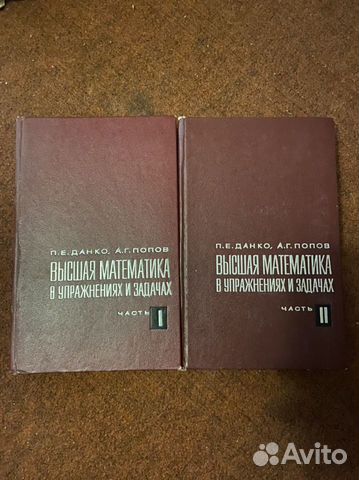 П.Е.ДАНКО, А.Г.ПОПОВ
ВЫСШАЯ МАТЕМАТИКА
В УПРАЖНЕНИЯХ И ЗАДАЧАХ
ЧАСТЬ I
П.Е.ДАНКО, А.Г.ПОПОВ
ВЫСШАЯ МАТЕМАТИКА
В УПРАЖНЕНИЯХ И ЗАДАЧАХ
ЧАСТЬ II
Avito